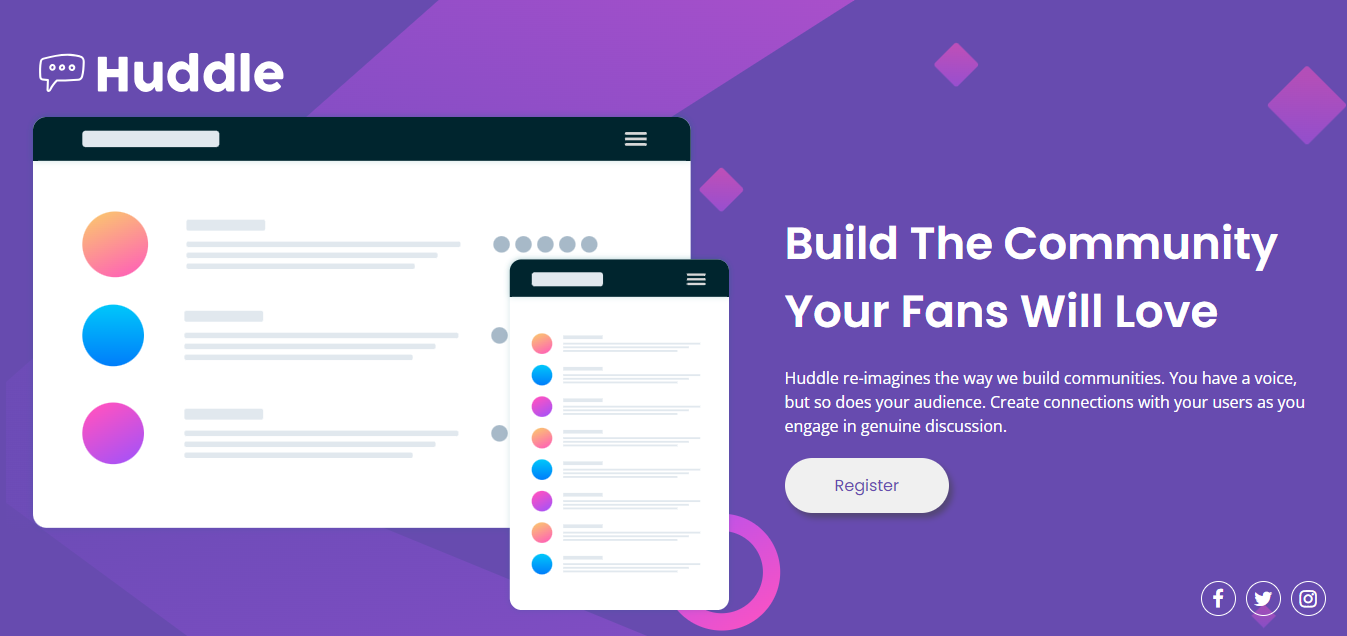 Huddle
Build The Community
Your Fans Will Love
Huddle re-imagines the way we build communities. You have a voice,
but so does your audience. Create connections with your users as you
engage in genuine discussion.
Register